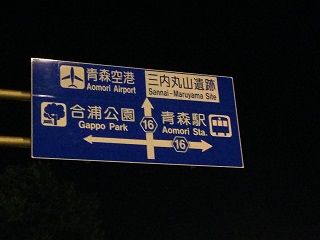 青森空港
Aomori Airport
三内丸山遺跡
Sannai-Maruyama Site
合浦公園
Gappo Park
16
青森駅
Aomori Sta.
16